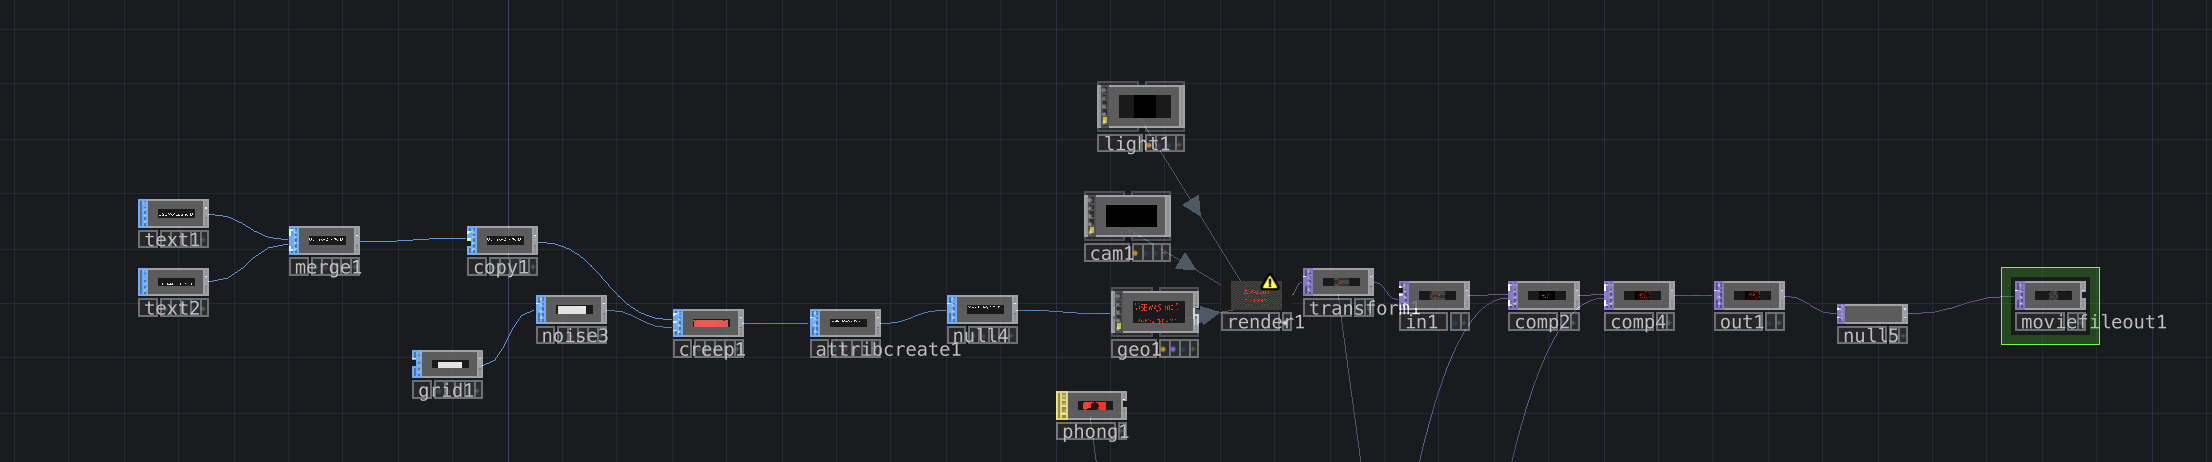 light1
cam1
text1
text2
merge1
copy1
noise3
grid1
creep1
attribcreate1
null4
geo1
phong1
render1
transform1
in1
comp2
comp4
out1
null5
moviefileout1